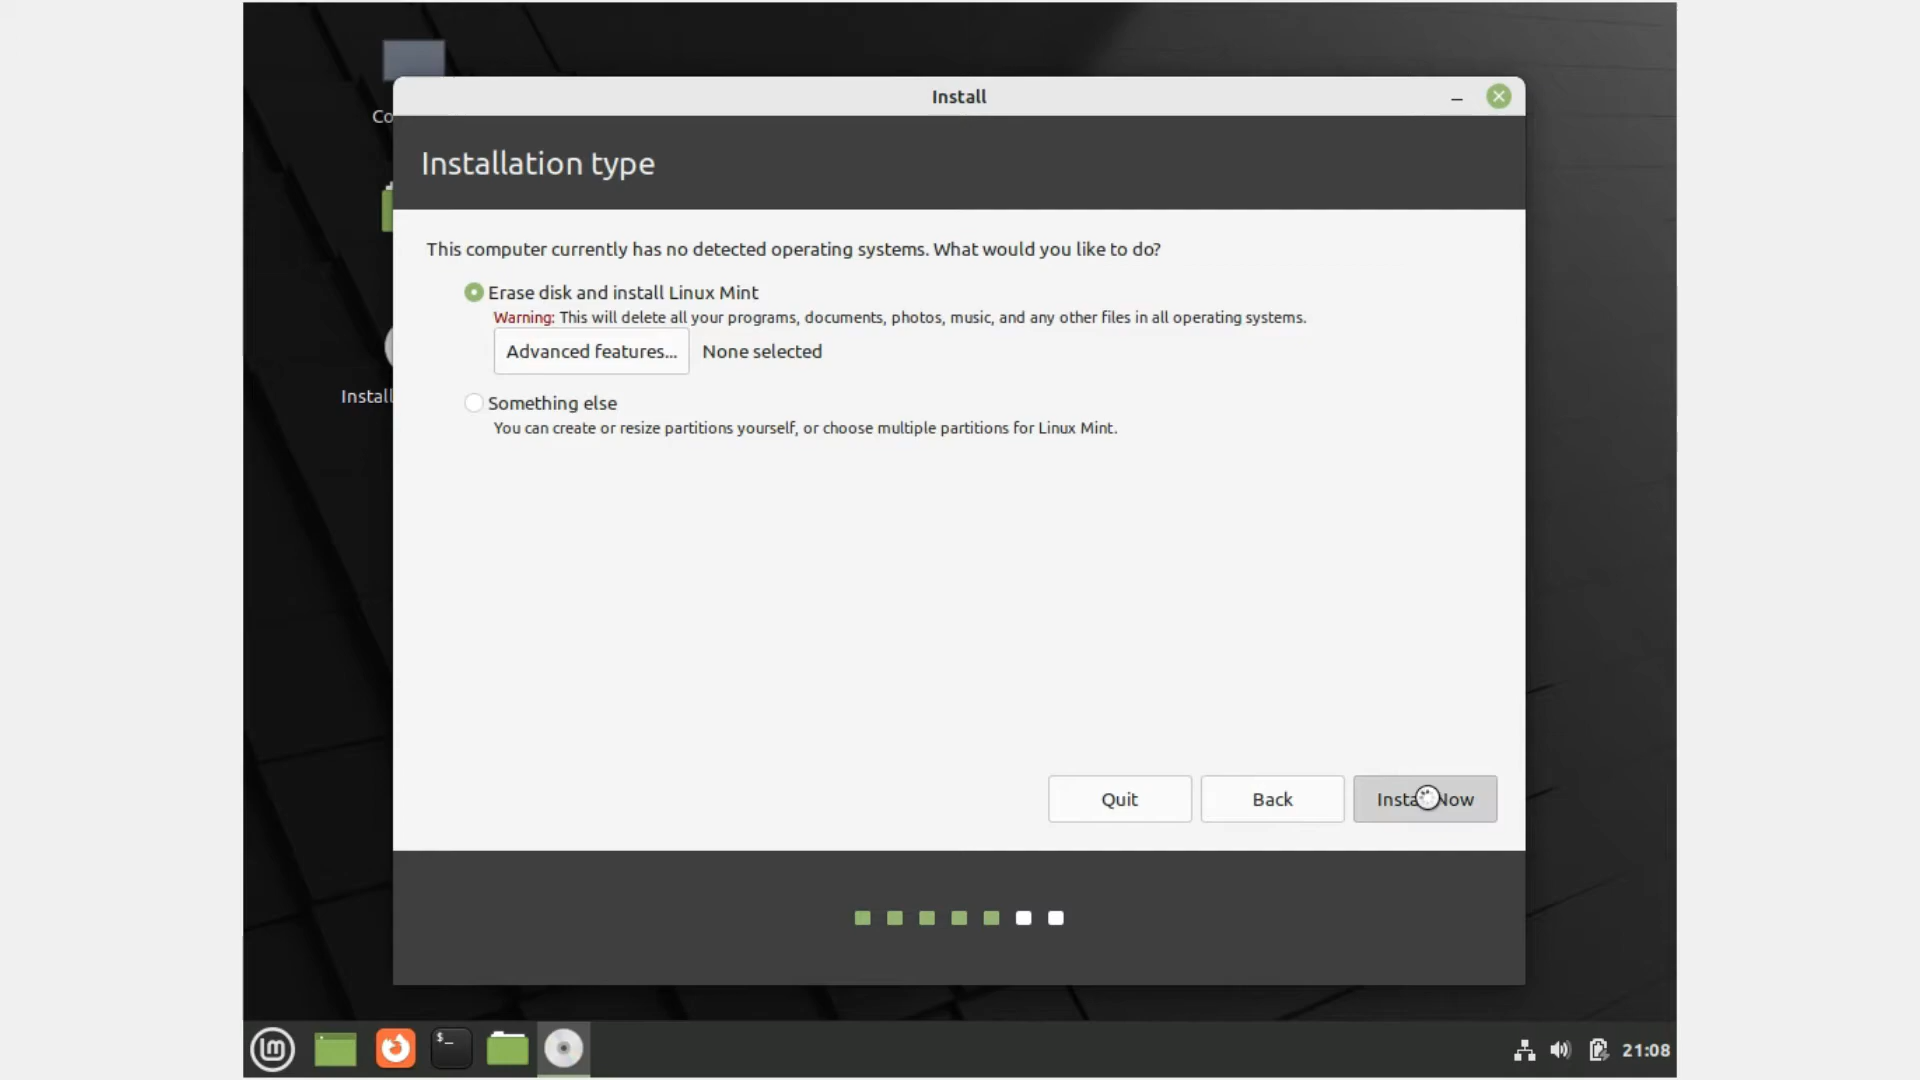 Install
Installation type
This computer currently has no detected operating systems. What would you like to do?
Erase disk and install Linux Mint
Warning: This will delete all your programs, documents, photos, music, and any other files in all operating systems.
Advanced features... None selected
Something else
You can create or resize partitions yourself, or choose multiple partitions for Linux Mint.
Co
Install
Quit Back Now
$_
21:08